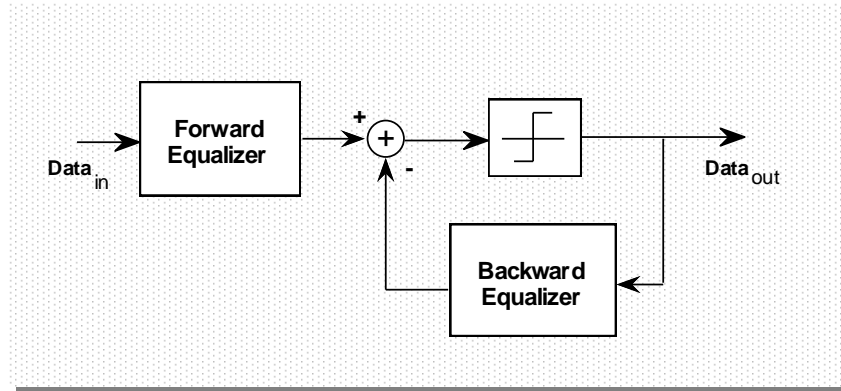 Forward
Equalizer
+
+
-
Data in
Data out
Backward
Equalizer